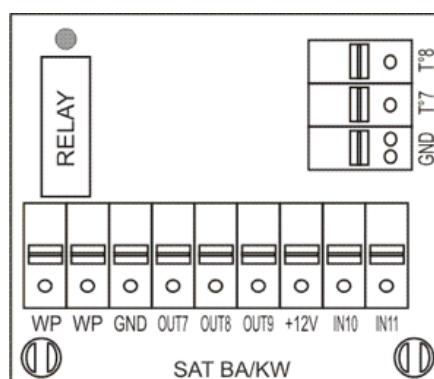 RELAY
T°8
T°7
GND
WP WP GND OUT7 OUT8 OUT9 +12V IN10 IN11
SAT BA/KW